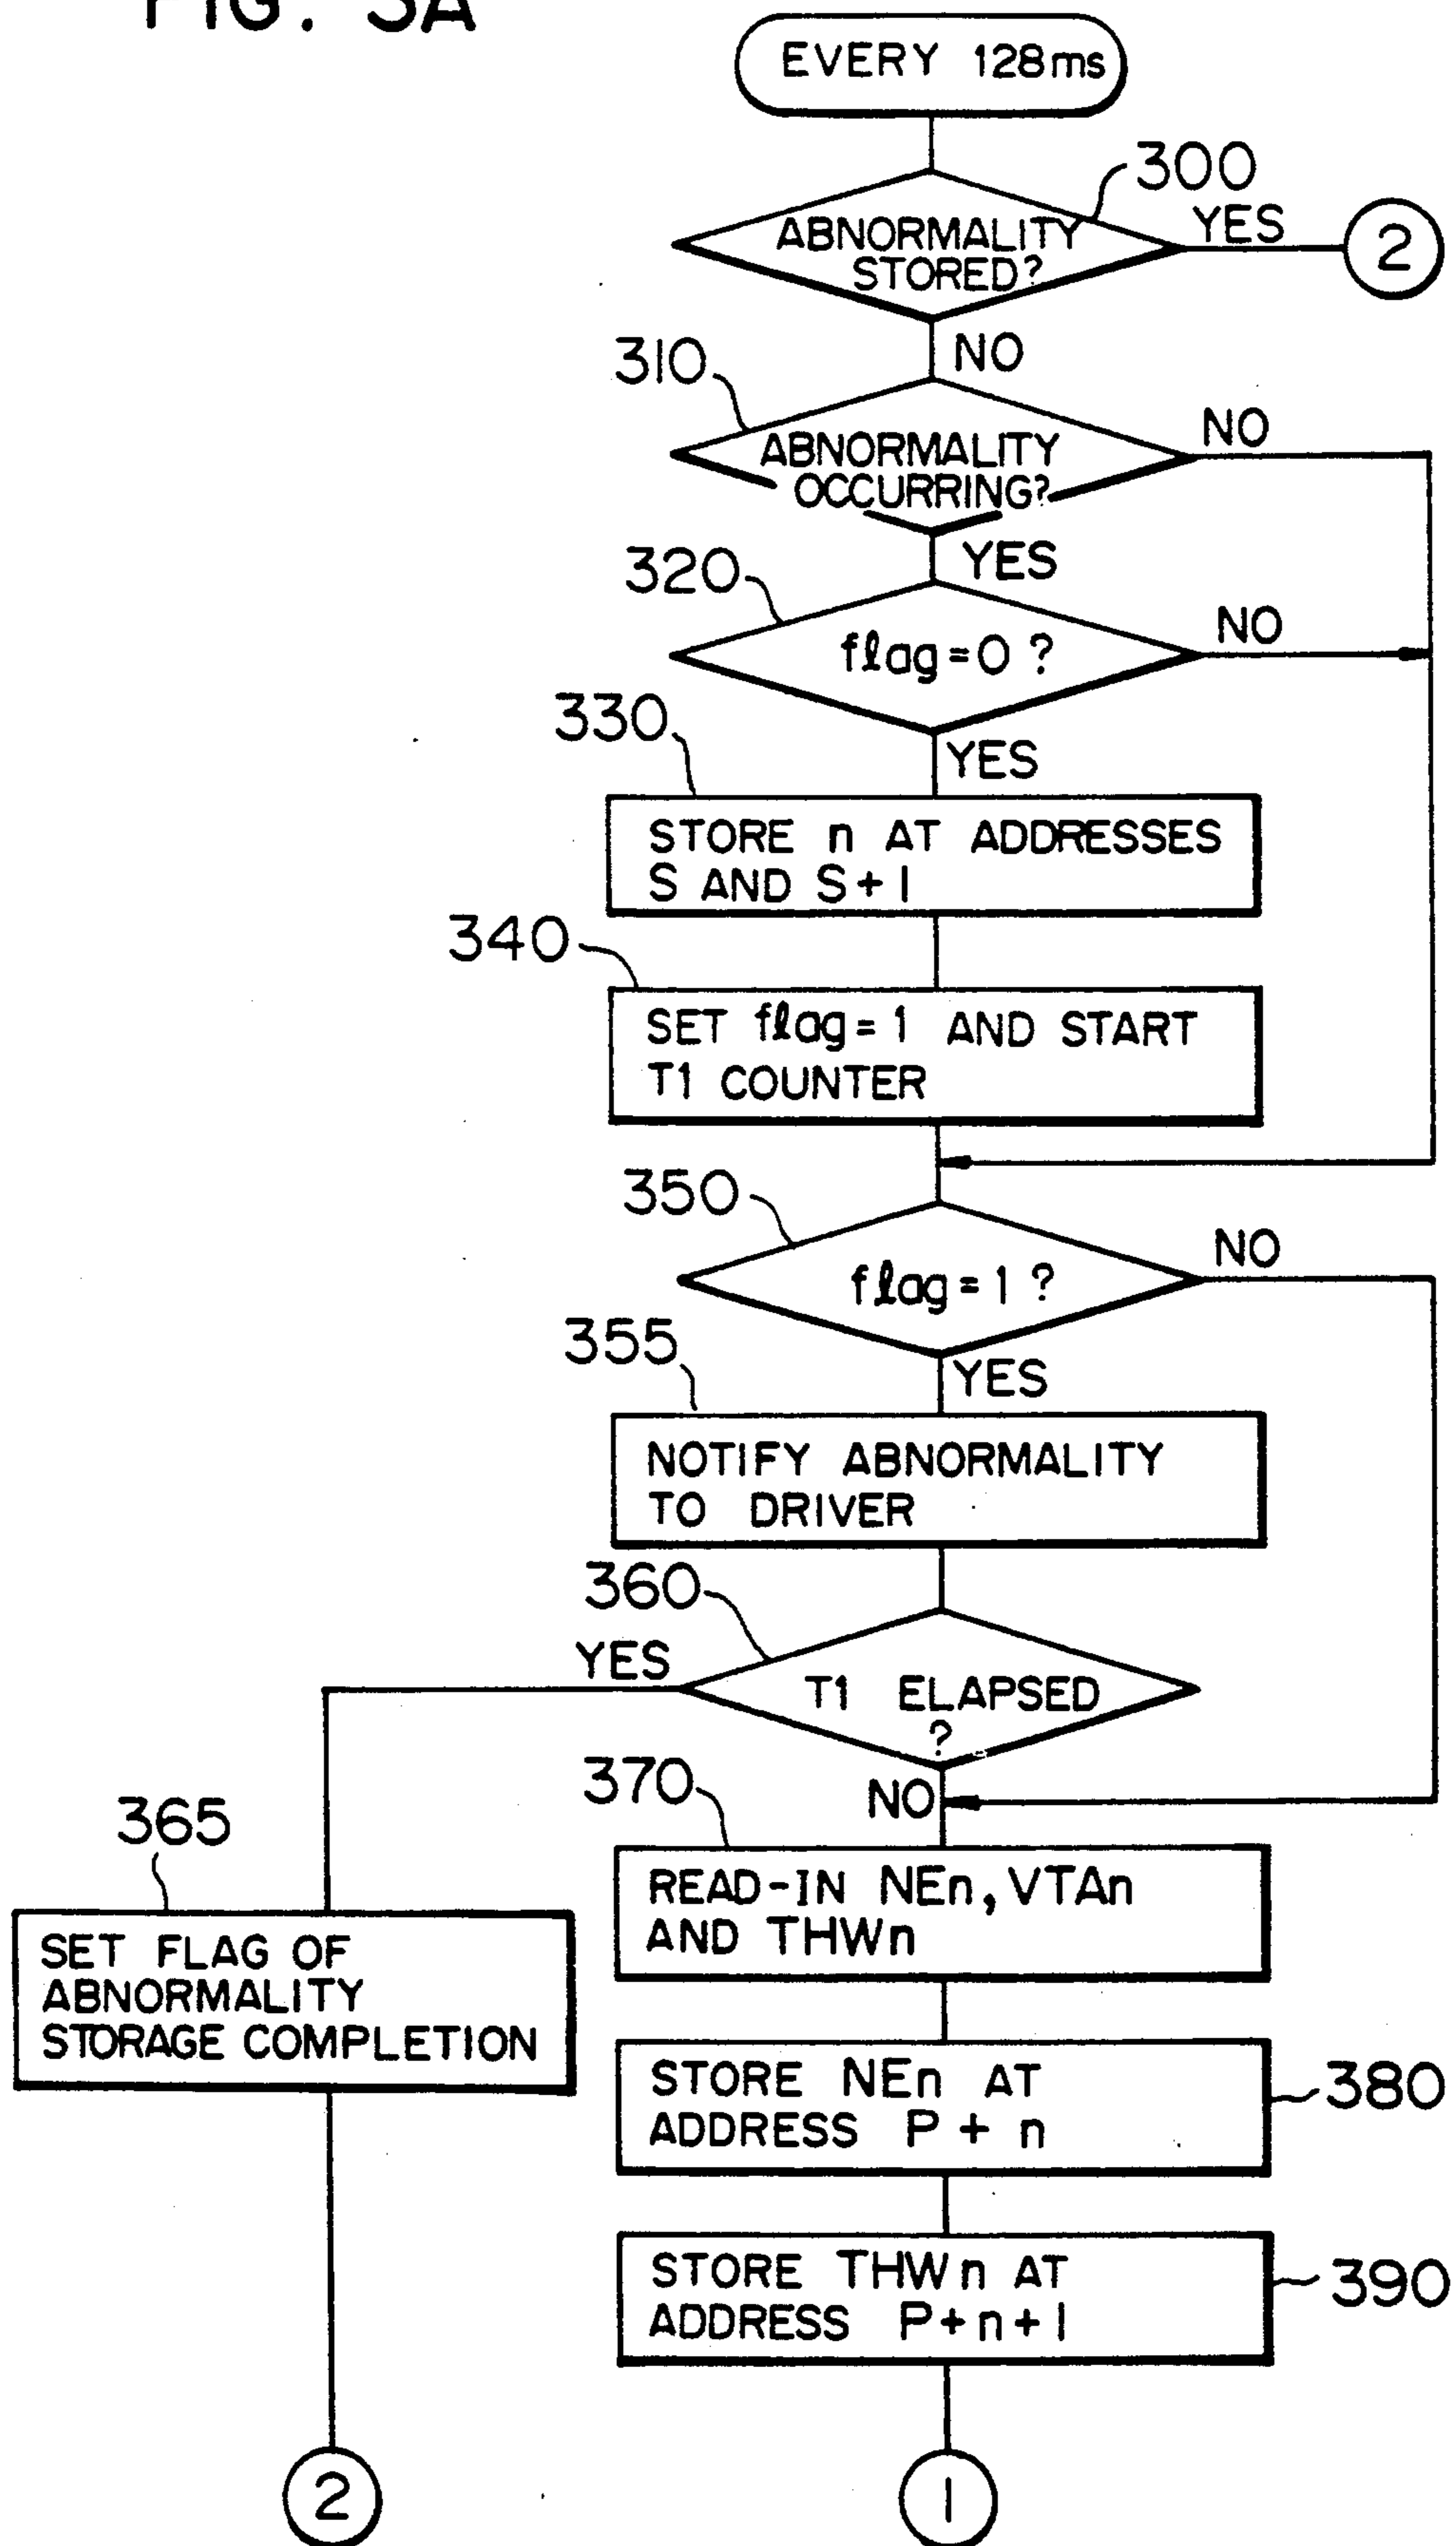 FIG. 3A
EVERY 128ms
300
ABNORMALITY
STORED?
YES
2
NO
310
ABNORMALITY
OCCURRING?
NO
YES
320
flag=0 ?
NO
330
YES
STORE n AT ADDRESSES
S AND S+1
340
SET flag=1 AND START
T1 COUNTER
350
flag=1 ?
NO
355
YES
NOTIFY ABNORMALITY
TO DRIVER
360
YES
T1 ELAPSED
?
370
NO
365
READ-IN NEn, VTAn
AND THWn
SET FLAG OF
ABNORMALITY
STORAGE COMPLETION
STORE NEn AT
ADDRESS P + n
380
STORE THWn AT
ADDRESS P+n+1
390
2
1